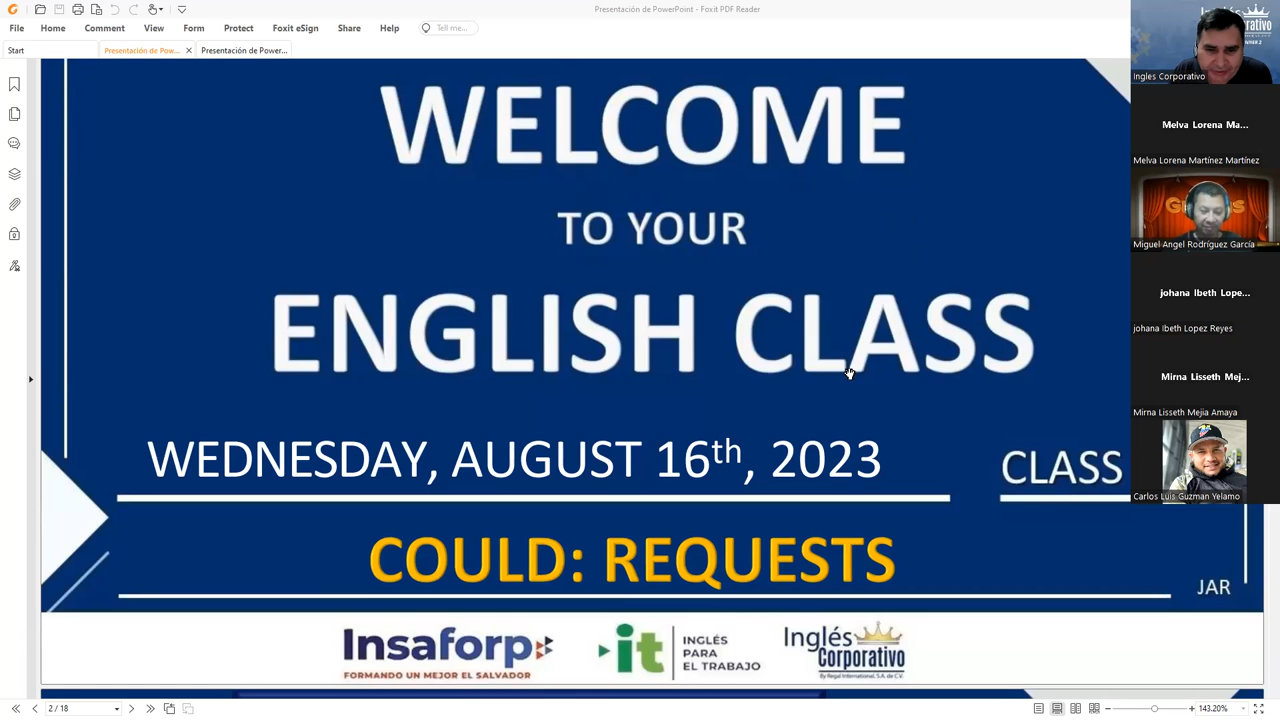 Presentación de PowerPoint - Foxit PDF Reader
File Home Comment View Form Protect Foxit eSign Share Help Tell me...
Start Presentación de Pow... Presentación de Power...
WELCOME
TO YOUR
ENGLISH CLASS
WEDNESDAY, AUGUST 16th, 2023
CLASS
COULD: REQUESTS
JAR
Insaforp
FORMANDO UN MEJOR EL SALVADOR
it
INGLÉS
PARA
EL TRABAJO
Inglés
Corporativo
By Regal International, S.A. de C.V.
2 / 18
143.20%
Ingles Corporativo
Melva Lorena Ma...
Melva Lorena Martínez Martínez
Miguel Angel Rodríguez García
johana Ibeth Lope...
johana Ibeth Lopez Reyes
Mirna Lisseth Mej...
Mirna Lisseth Mejia Amaya
Carlos Luis Guzman Yelamo